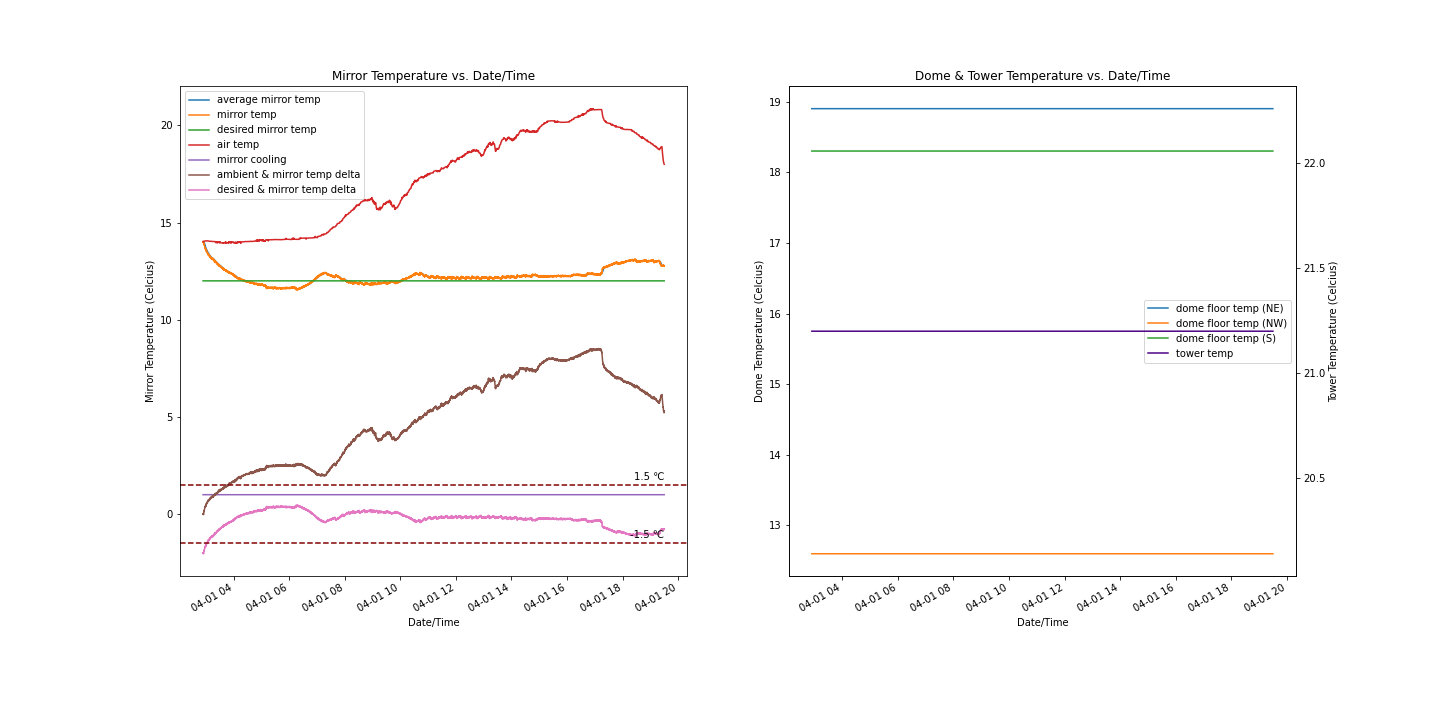 Mirror Temperature vs. Date/Time
average mirror temp
mirror temp
desired mirror temp
air temp
mirror cooling
ambient & mirror temp delta
desired & mirror temp delta
20
15
10
5
0
Mirror Temperature (Celcius)
1.5 °C
-1.5 °C
04-01 04
04-01 06
04-01 08
04-01 10
04-01 12
04-01 14
04-01 16
04-01 18
04-01 20
Date/Time
Dome & Tower Temperature vs. Date/Time
19
18
17
16
15
14
13
Dome Temperature (Celcius)
dome floor temp (NE)
dome floor temp (NW)
dome floor temp (S)
tower temp
22.0
21.5
21.0
20.5
Tower Temperature (Celcius)
04-01 04
04-01 06
04-01 08
04-01 10
04-01 12
04-01 14
04-01 16
04-01 18
04-01 20
Date/Time